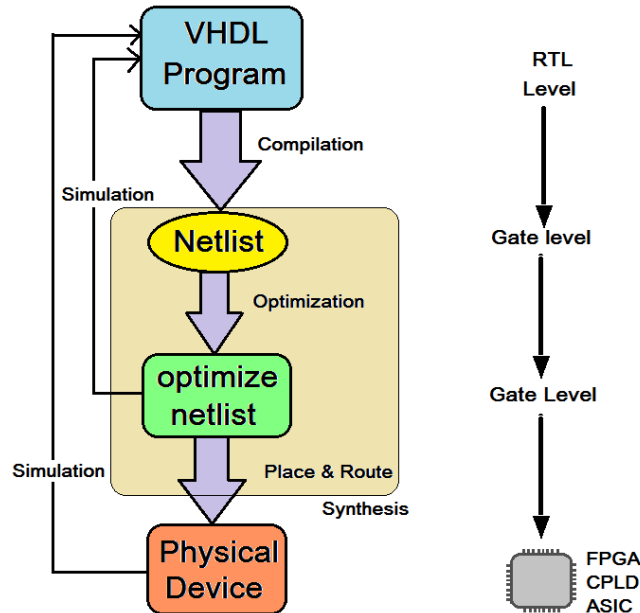 VHDL
Program
RTL
Level
Compilation
Simulation
Netlist
Gate level
Optimization
optimize
netlist
Gate Level
Simulation
Place & Route
Synthesis
Physical
Device
FPGA
CPLD
ASIC